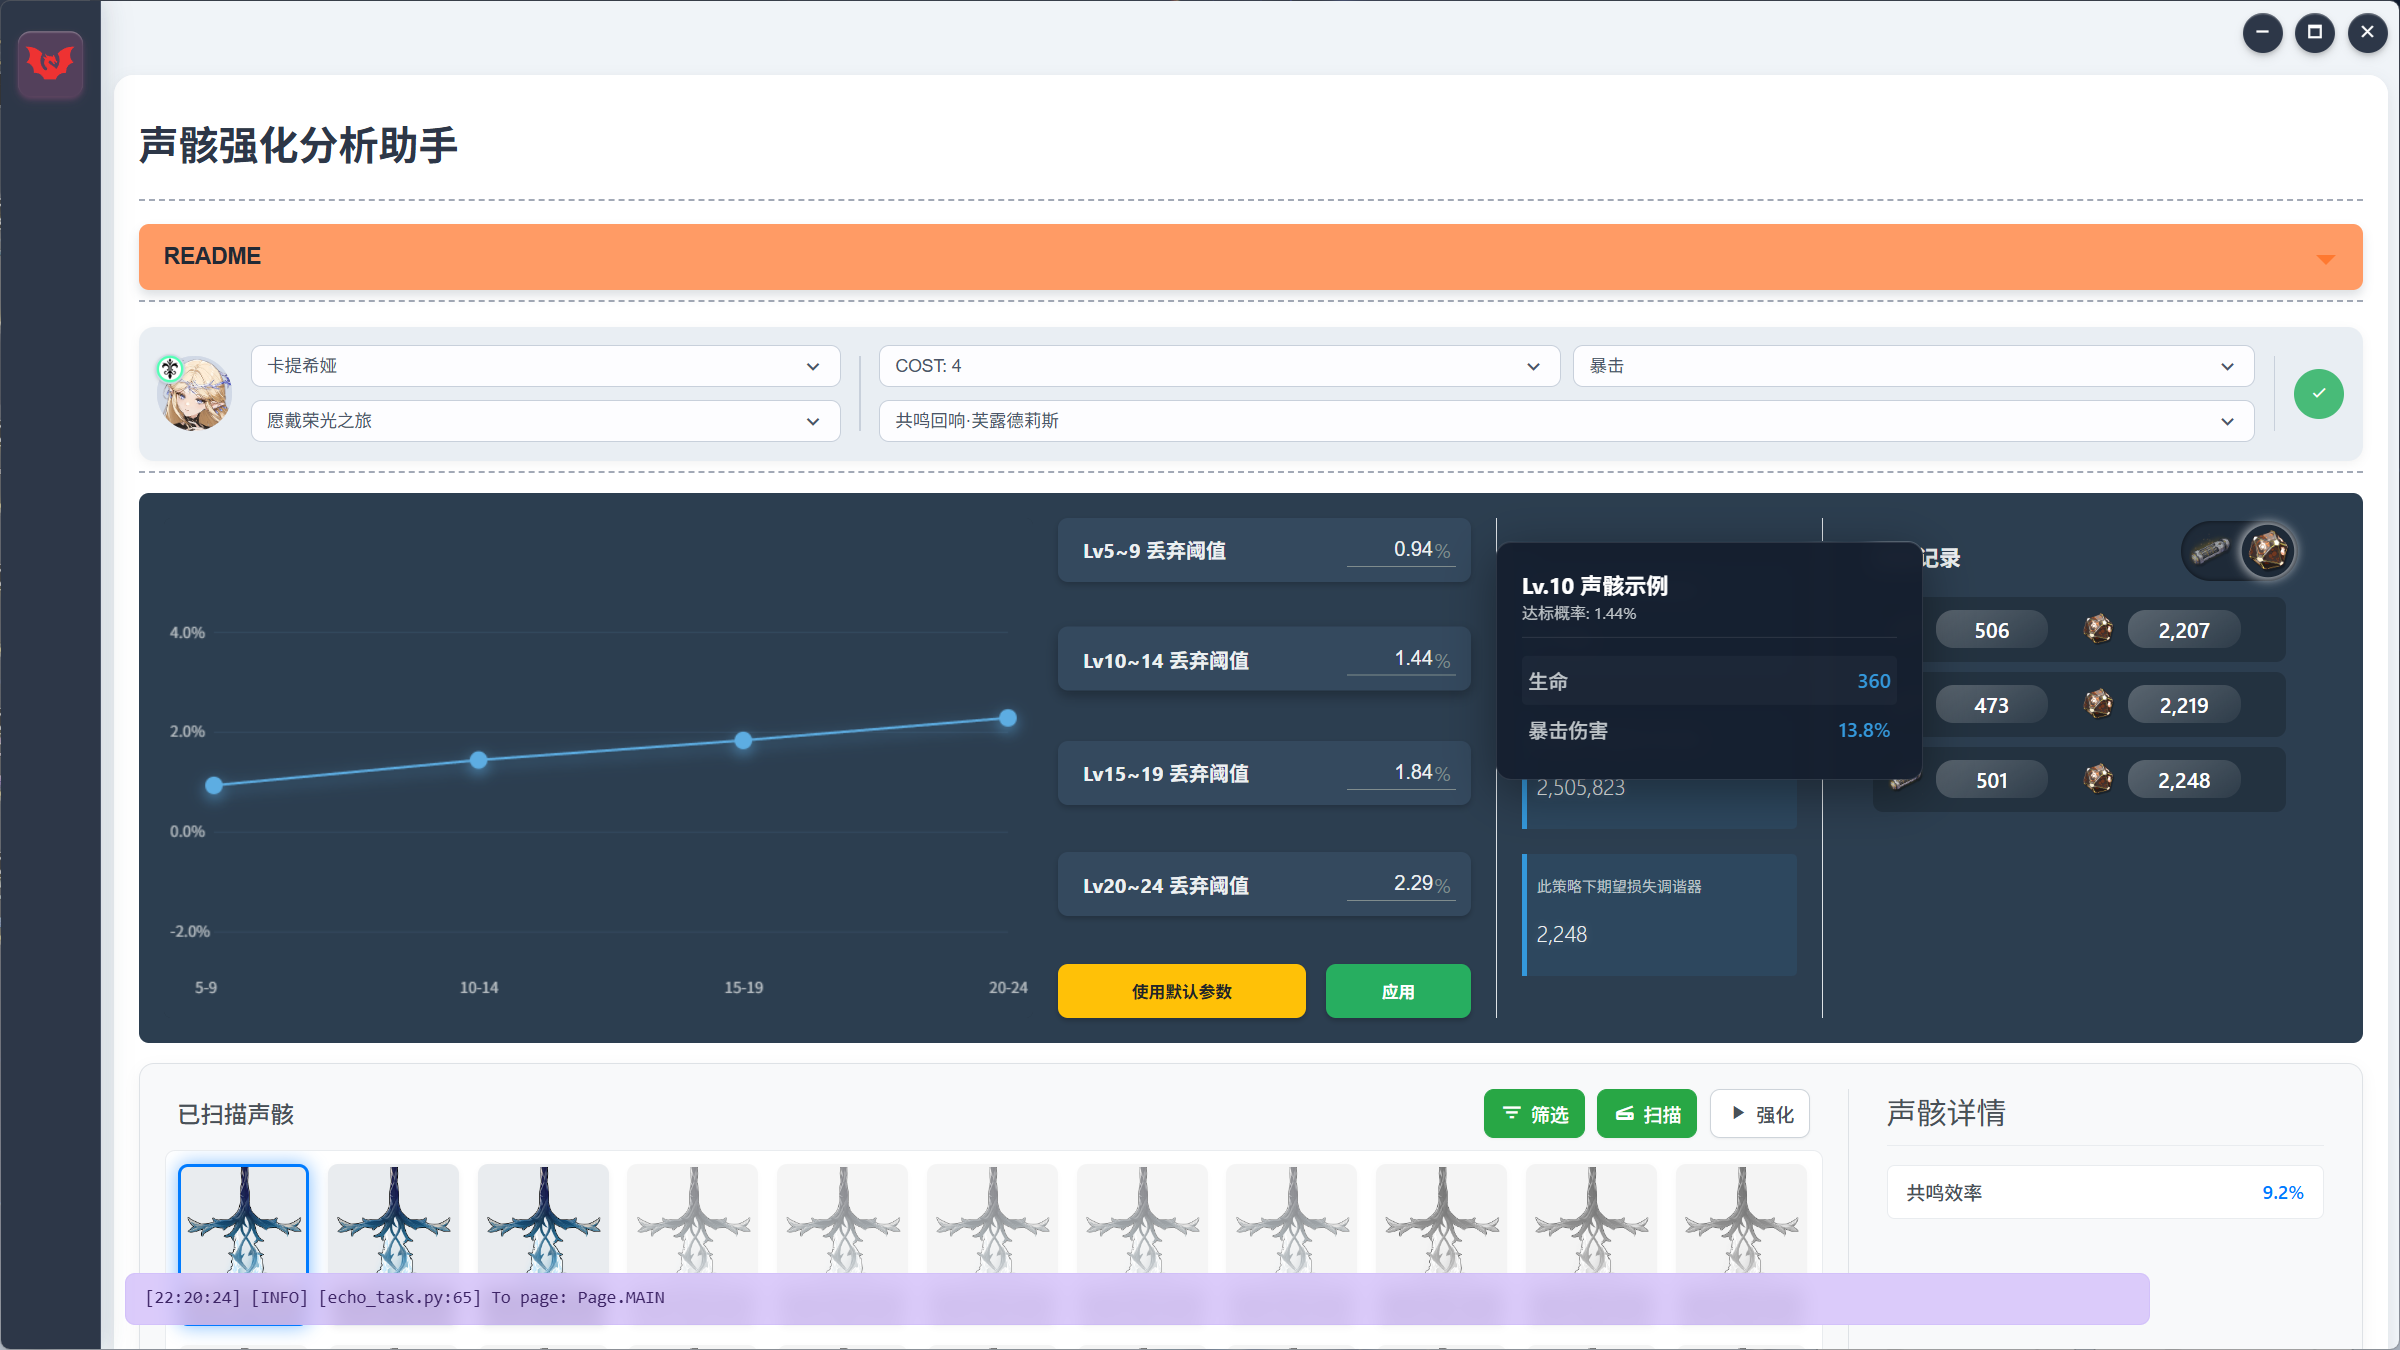 声骸强化分析助手
README
卡提希娅
COST: 4
暴击
愿戴荣光之旅
共鸣回响·芙露德莉斯
4.0%
2.0%
0.0%
-2.0%
5-9
10-14
15-19
20-24
Lv5~9 丢弃阈值
0.94%
Lv10~14 丢弃阈值
1.44%
Lv15~19 丢弃阈值
1.84%
Lv20~24 丢弃阈值
2.29%
使用默认参数
应用
Lv.10 声骸示例
达标概率: 1.44%
生命
360
暴击伤害
13.8%
2,505,823
此策略下期望损失调谐器
2,248
记录
506
2,207
473
2,219
501
2,248
已扫描声骸
筛选
扫描
强化
声骸详情
共鸣效率
9.2%
[22:20:24] [INFO] [echo_task.py:65] To page: Page.MAIN